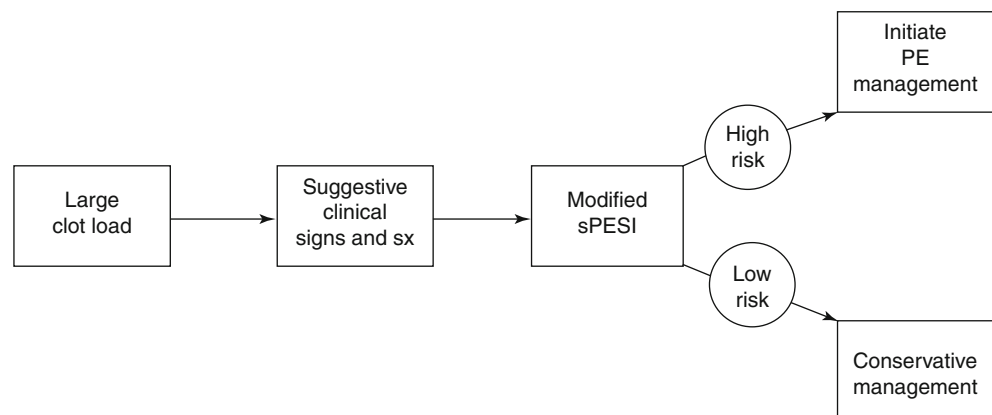 Large
clot load
Suggestive
clinical
signs and sx
Modified
sPESI
High
risk
Initiate
PE
management
Low
risk
Conservative
management